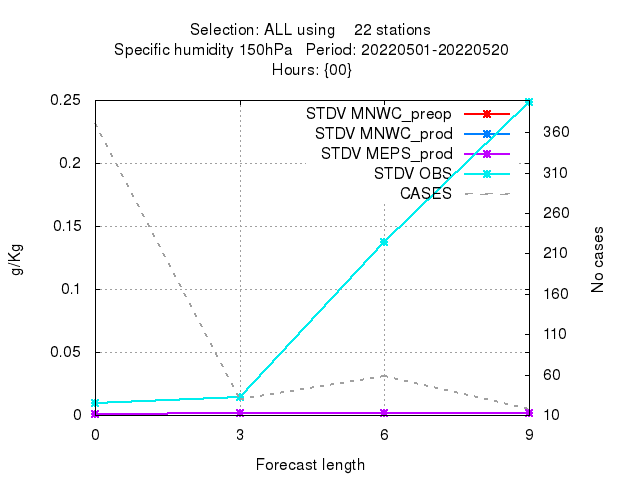 Selection: ALL using 22 stations
Specific humidity 150hPa Period: 20220501-20220520
Hours: {00}
STDV MNWC_preop
STDV MNWC_prod
STDV MEPS_prod
STDV OBS
CASES
0.25
0.2
0.15
0.1
0.05
0
g/Kg
360
310
260
210
160
110
60
10
No cases
0 3 6 9
Forecast length